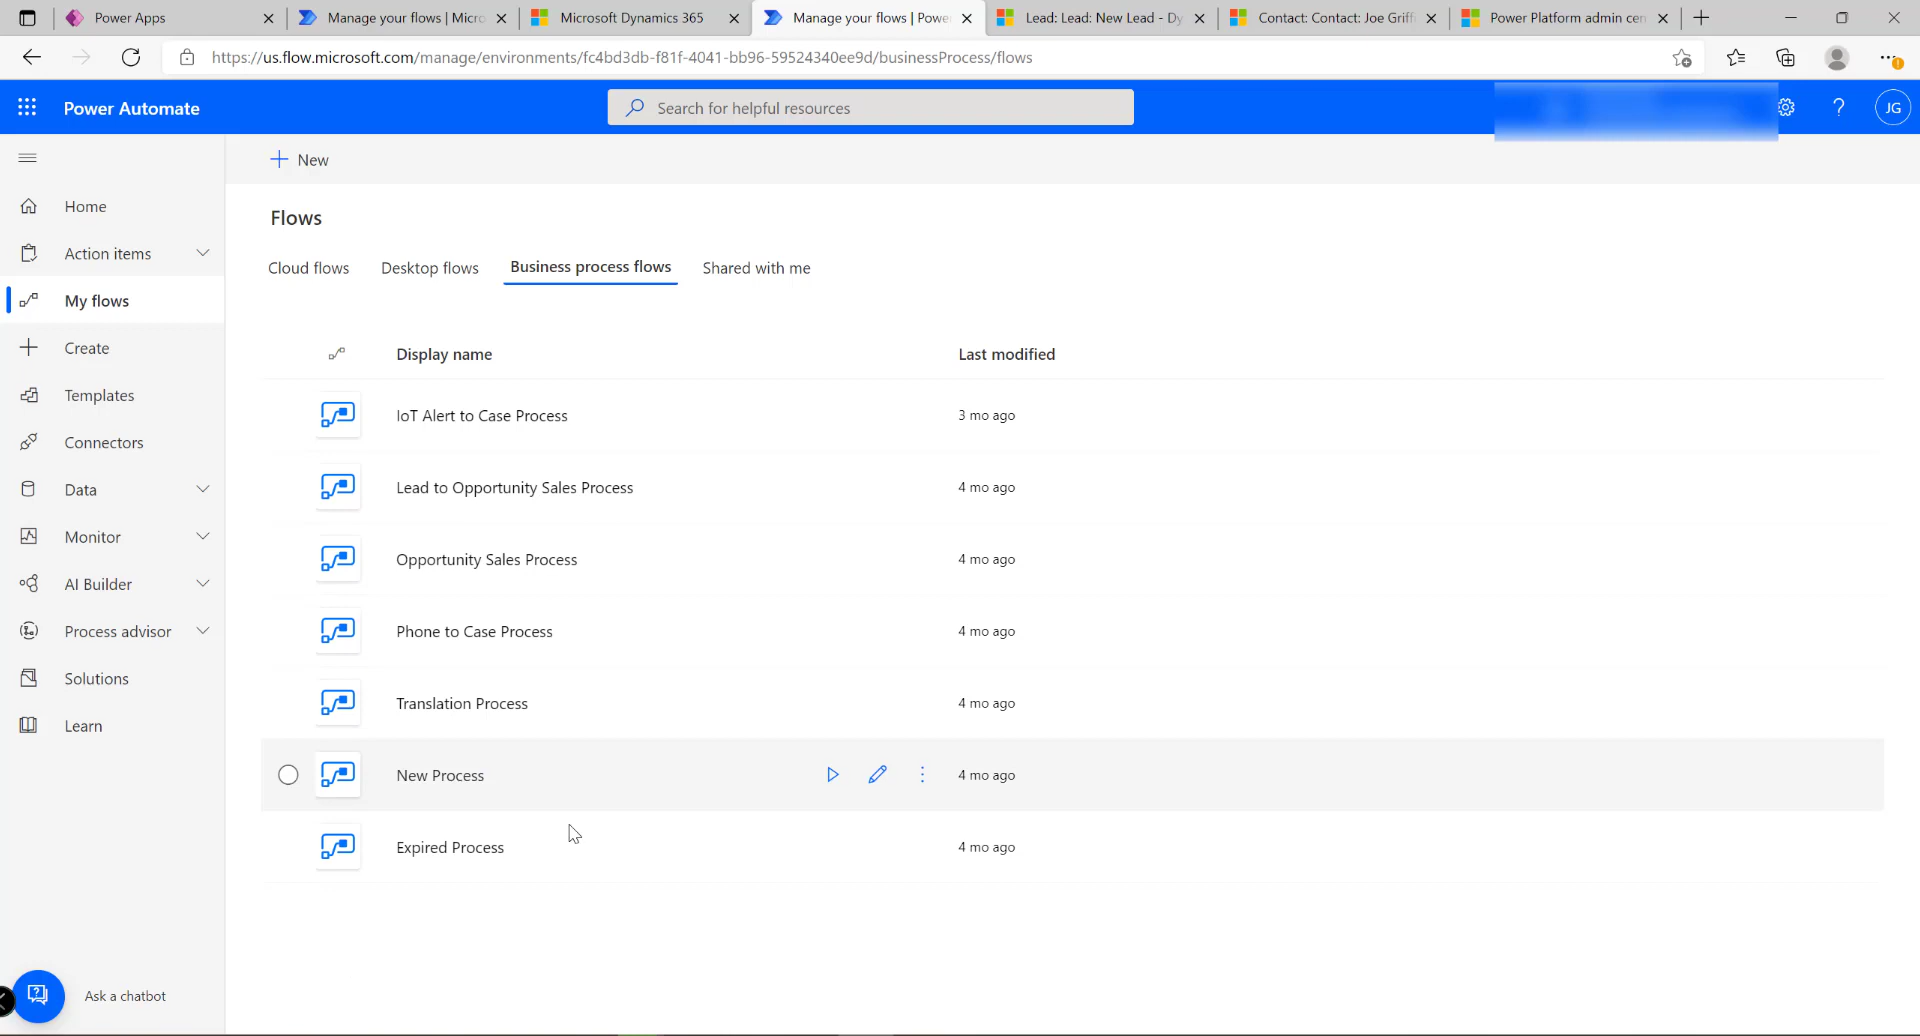 Power Apps
Manage your flows | Micro
Microsoft Dynamics 365
Manage your flows | Powe
Lead: Lead: New Lead - Dy
Contact: Contact: Joe Griff
Power Platform admin cen
https://us.flow.microsoft.com/manage/environments/fc4bd3db-f81f-4041-bb96-59524340ee9d/businessProcess/flows
Power Automate
Search for helpful resources
?
JG
New
Home
Action items
My flows
Create
Templates
Connectors
Data
Monitor
AI Builder
Process advisor
Solutions
Learn
Ask a chatbot
Flows
Cloud flows Desktop flows Business process flows Shared with me
Display name Last modified
IoT Alert to Case Process 3 mo ago
Lead to Opportunity Sales Process 4 mo ago
Opportunity Sales Process 4 mo ago
Phone to Case Process 4 mo ago
Translation Process 4 mo ago
New Process 4 mo ago
Expired Process 4 mo ago